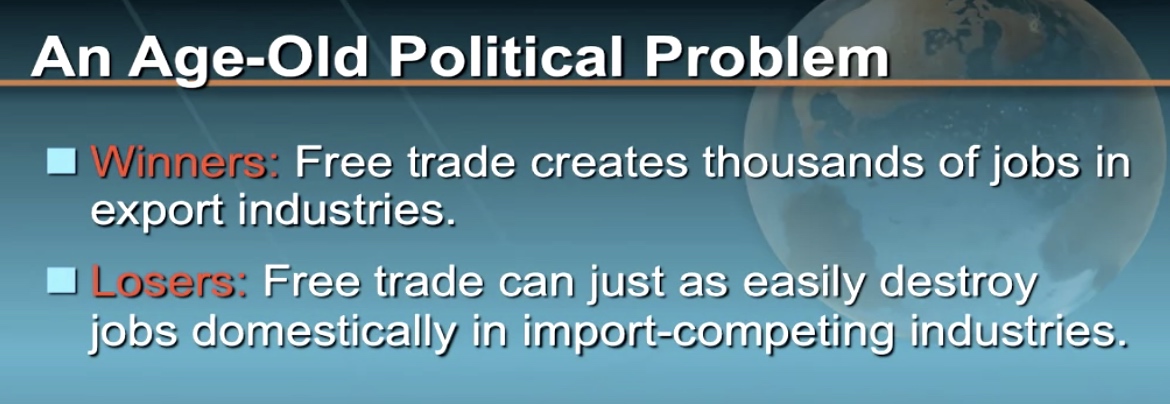 An Age-Old Political Problem
Winners: Free trade creates thousands of jobs in
export industries.
Losers: Free trade can just as easily destroy
jobs domestically in import-competing industries.